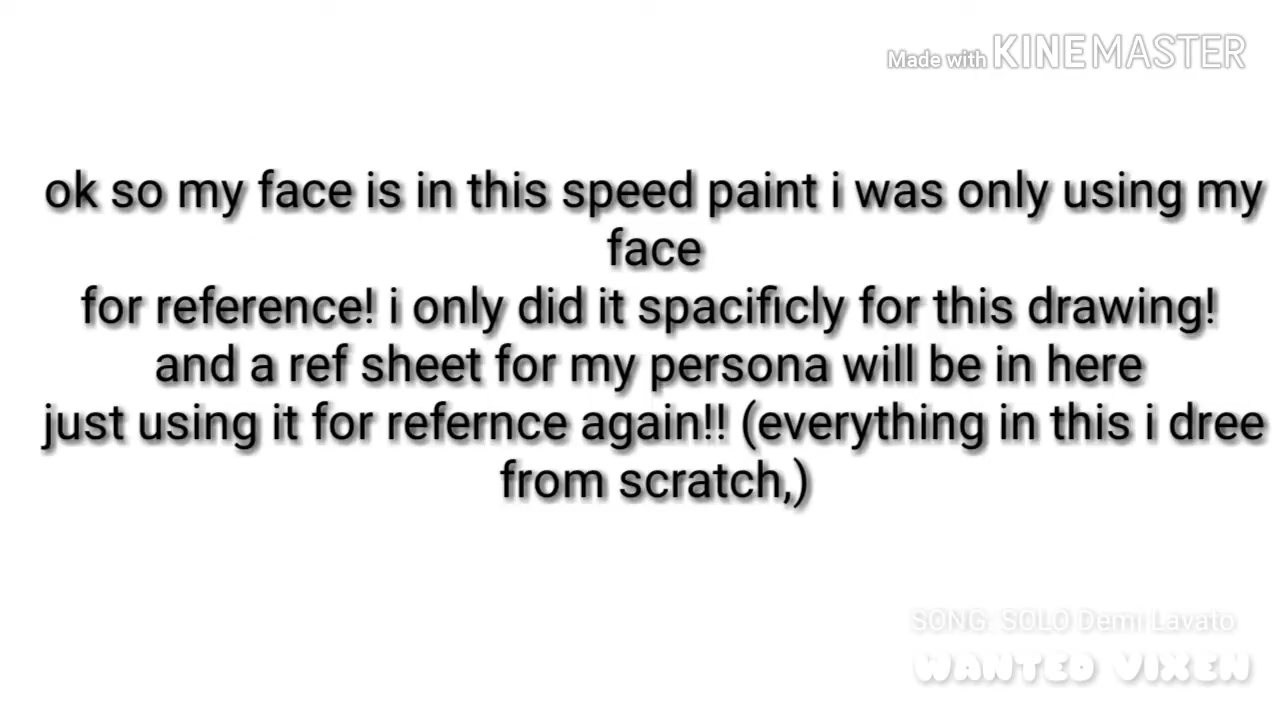 Made with KINEMASTER
ok so my face is in this speed paint i was only using my
face
for reference! i only did it spacificly for this drawing!
and a ref sheet for my persona will be in here
just using it for refernce again!! (everything in this i dree
from scratch,)
SONG: SOLO Demi Lavato
WANTED VIXEN